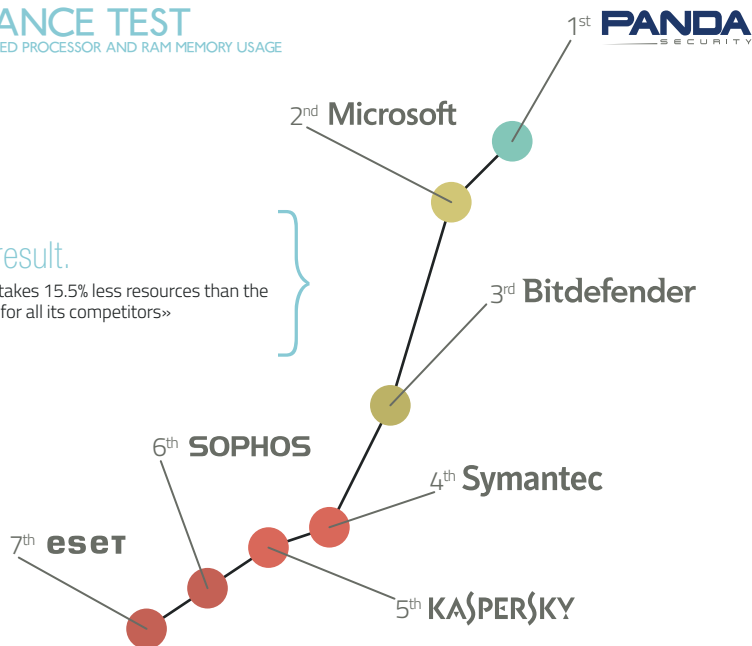 ANCE TEST
ED PROCESSOR AND RAM MEMORY USAGE
1st PANDA
SECURITY
2nd Microsoft
result.
takes 15.5% less resources than the
for all its competitors»
3rd Bitdefender
6th SOPHOS
4th Symantec
7th eseT
5th KASPERSKY